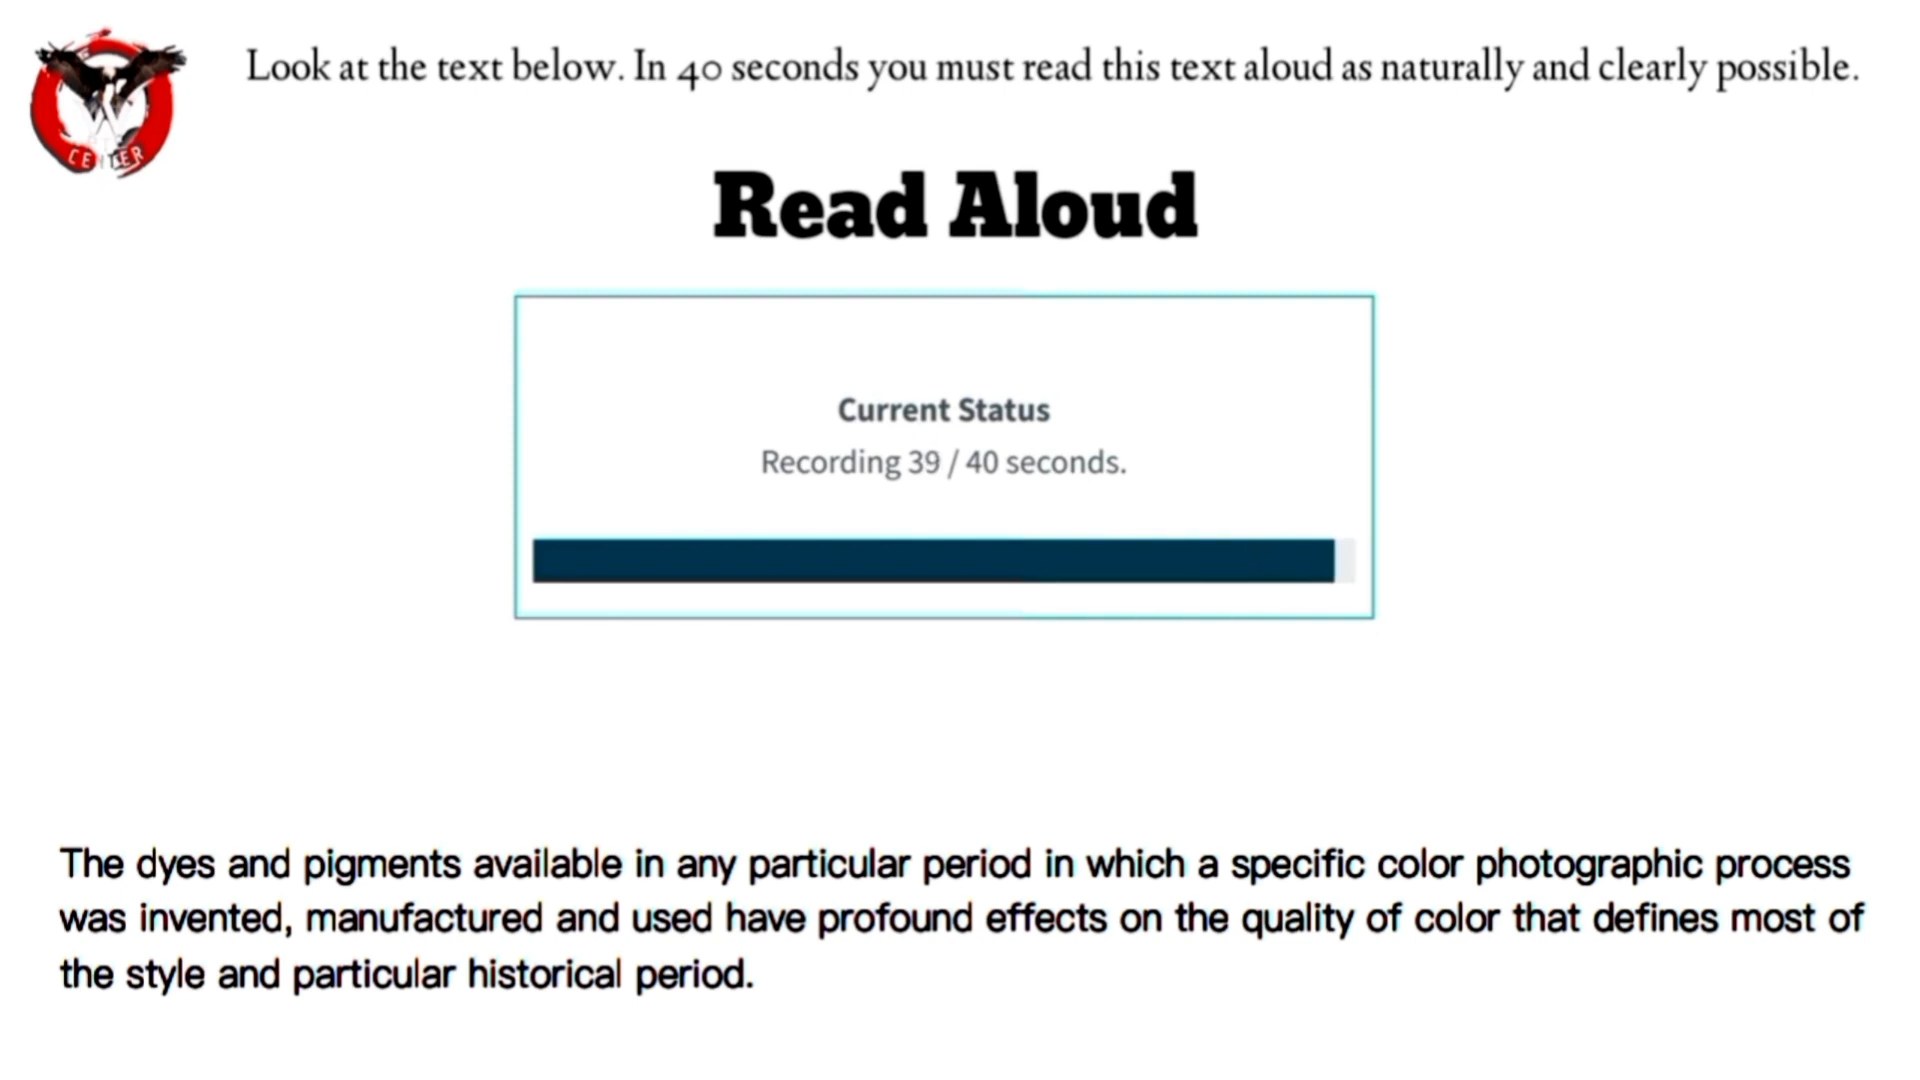 Look at the text below. In 40 seconds you must read this text aloud as naturally and clearly possible.
CENTER
Read Aloud
Current Status
Recording 39 / 40 seconds.
The dyes and pigments available in any particular period in which a specific color photographic process
was invented, manufactured and used have profound effects on the quality of color that defines most of
the style and particular historical period.